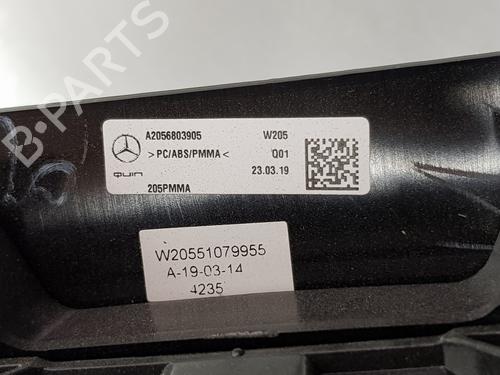 B-PARTS
A2056803905 W205
>PC/ABS/PMMA< Q01
QUIN 23.03.19
205PMMA
W20551079955
A-19-03-14
4235